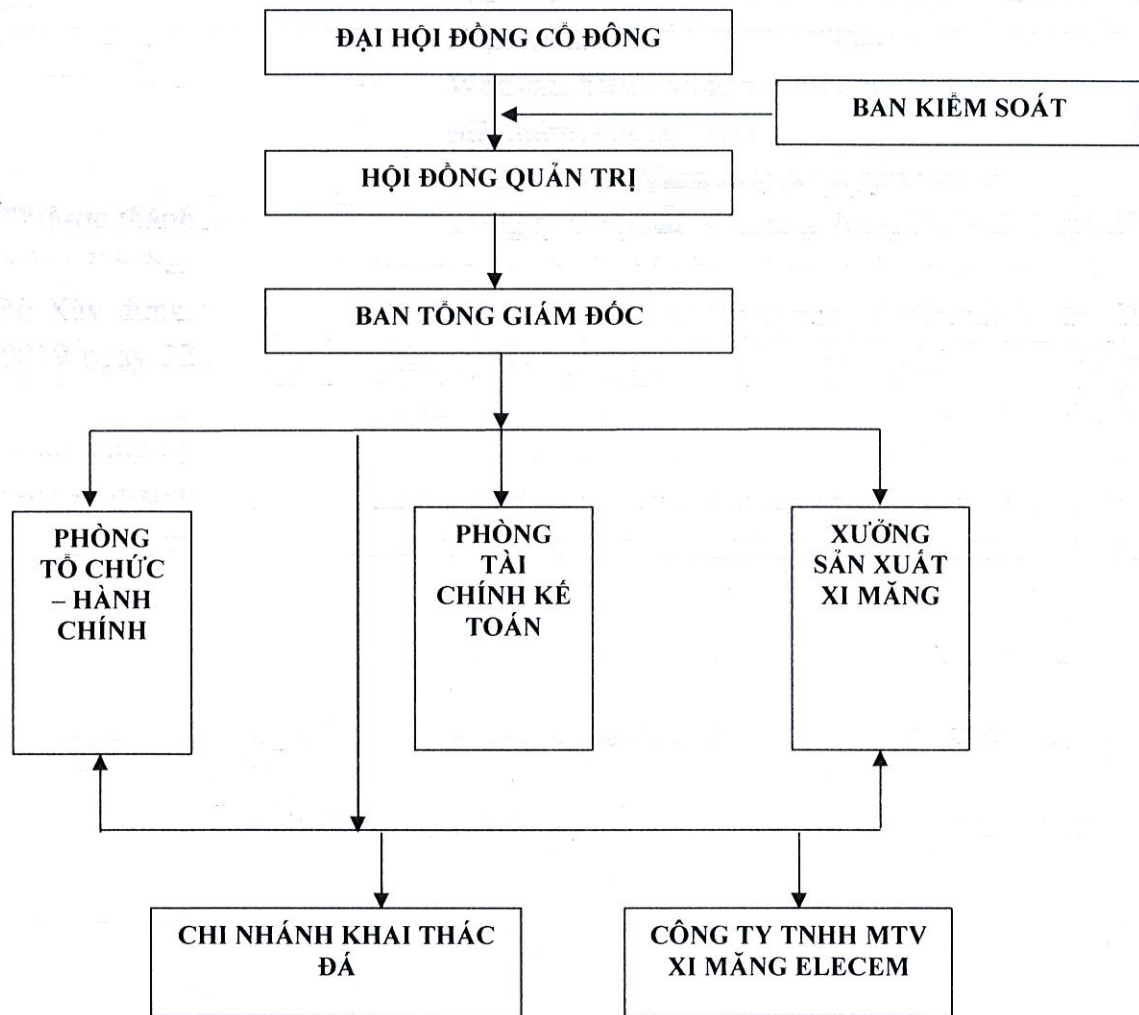 ĐẠI HỘI ĐỒNG CỔ ĐÔNG
BAN KIỂM SOÁT
HỘI ĐỒNG QUẢN TRỊ
BAN TỔNG GIÁM ĐỐC
PHÒNG
TỔ CHỨC
– HÀNH
CHÍNH
PHÒNG
TÀI
CHÍNH KẾ
TOÁN
XƯỞNG
SẢN XUẤT
XI MĂNG
CHI NHÁNH KHAI THÁC
ĐÁ
CÔNG TY TNHH MTV
XI MĂNG ELECEM